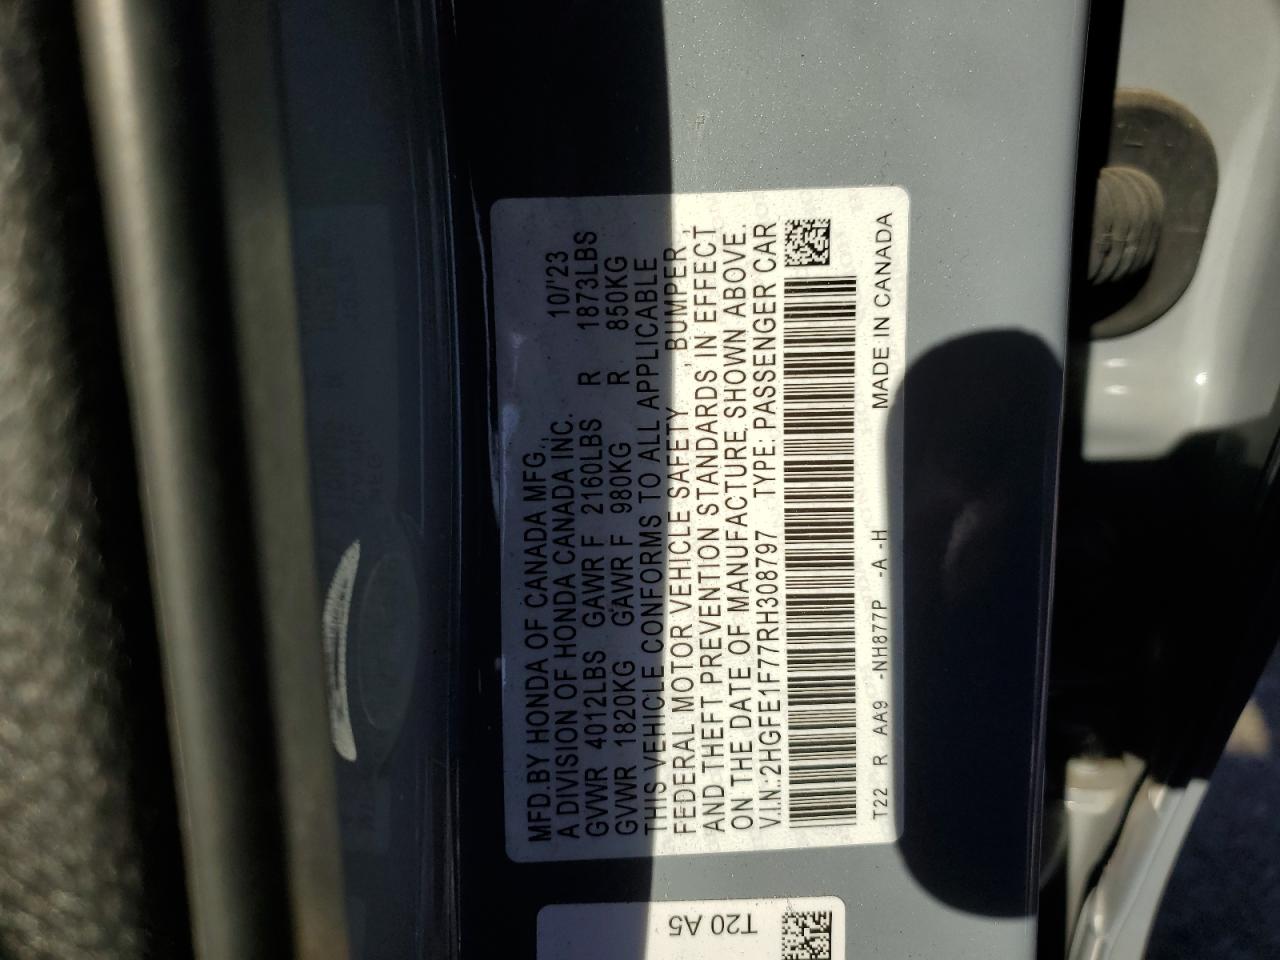 MFD.BY HONDA OF CANADA MFG., 10/'23
A DIVISION OF HONDA CANADA INC.
GVWR 4012LBS GAWR F 2160LBS R 1873LBS
GVWR 1820KG GAWR F 980KG R 850KG
THIS VEHICLE CONFORMS TO ALL APPLICABLE
FEDERAL MOTOR VEHICLE SAFETY, BUMPER,
AND THEFT PREVENTION STANDARDS IN EFFECT
ON THE DATE OF MANUFACTURE SHOWN ABOVE.
V.I.N.:2HGFE1F77RH308797 TYPE: PASSENGER CAR
T22 R AA9 -NH877P -A -H MADE IN CANADA
T20 A5